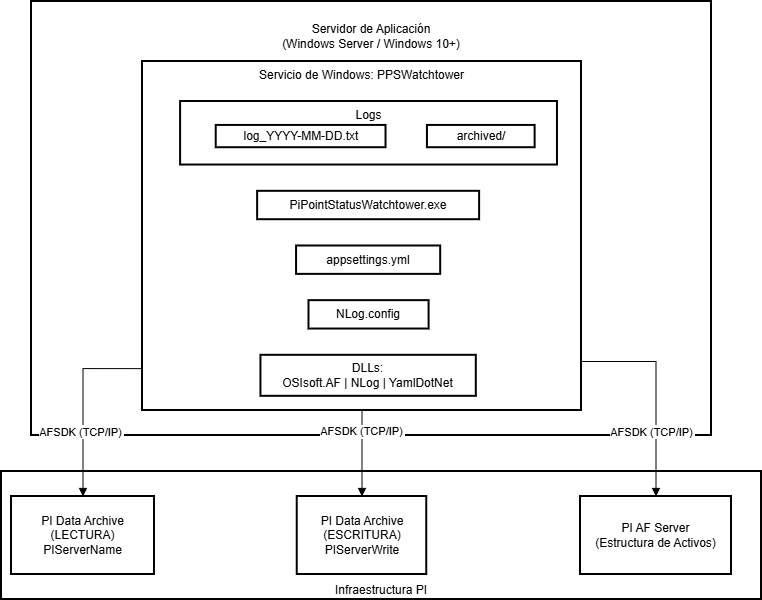 Servidor de Aplicación
(Windows Server / Windows 10+)
Servicio de Windows: PPSWatchtower
Logs
log_YYYY-MM-DD.txt
archived/
PiPointStatusWatchtower.exe
appsettings.yml
NLog.config
DLLs:
OSIsoft.AF | NLog | YamlDotNet
AFSDK (TCP/IP)
AFSDK (TCP/IP)
AFSDK (TCP/IP)
PI Data Archive
(LECTURA)
PIServerName
PI Data Archive
(ESCRITURA)
PIServerWrite
PI AF Server
(Estructura de Activos)
Infraestructura PI